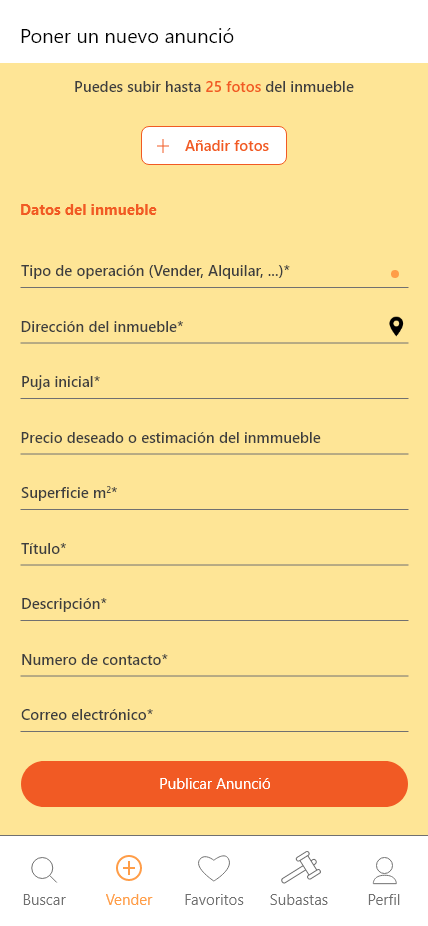 Poner un nuevo anunció
Puedes subir hasta 25 fotos del inmueble
Añadir fotos
Datos del inmueble
Tipo de operación (Vender, Alquilar, ...)*
Dirección del inmueble*
Puja inicial*
Precio deseado o estimación del inmmueble
Superficie m²*
Título*
Descripción*
Numero de contacto*
Correo electrónico*
Publicar Anunció
Buscar Vender Favoritos Subastas Perfil